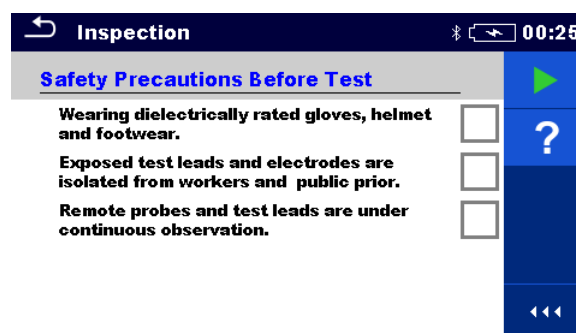 Inspection
00:25
Safety Precautions Before Test
Wearing dielectrically rated gloves, helmet
and footwear.
Exposed test leads and electrodes are
isolated from workers and public prior.
Remote probes and test leads are under
continuous observation.
?